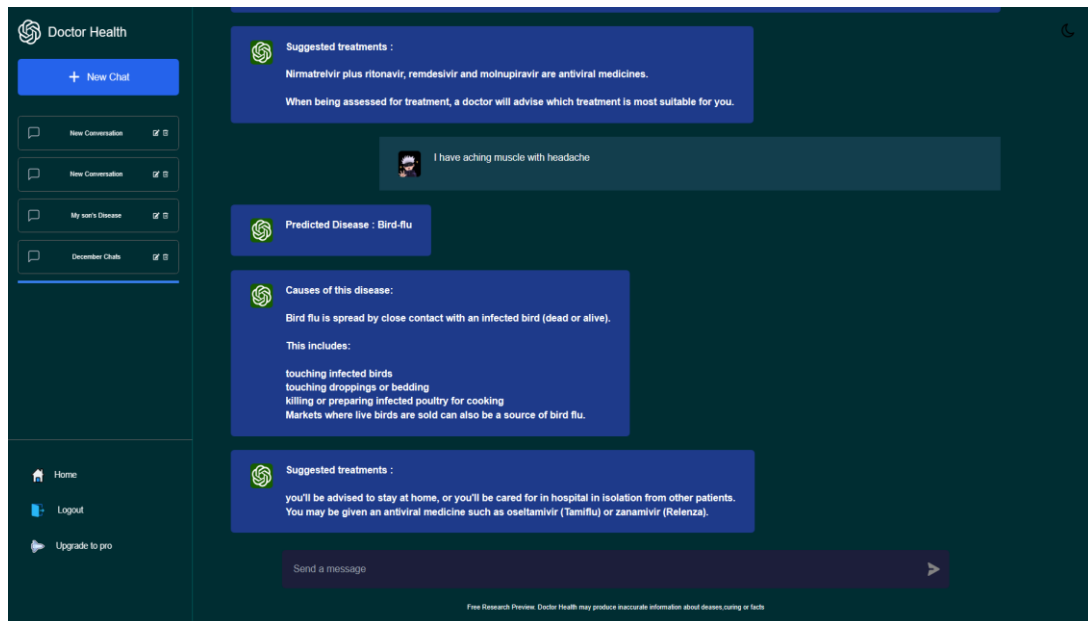 Doctor Health
New Chat
New Conversation
New Conversation
My son's Disease
December Chats
Home
Logout
Upgrade to pro
Suggested treatments :
Nirmatrelvir plus ritonavir, remdesivir and molnupiravir are antiviral medicines.
When being assessed for treatment, a doctor will advise which treatment is most suitable for you.
I have aching muscle with headache
Predicted Disease : Bird-flu
Causes of this disease:
Bird flu is spread by close contact with an infected bird (dead or alive).
This includes:
touching infected birds
touching droppings or bedding
killing or preparing infected poultry for cooking
Markets where live birds are sold can also be a source of bird flu.
Suggested treatments :
you'll be advised to stay at home, or you'll be cared for in hospital in isolation from other patients.
You may be given an antiviral medicine such as oseltamivir (Tamiflu) or zanamivir (Relenza).
Send a message
Free Research Preview. Doctor Health may produce inaccurate information about deases,curing or facts